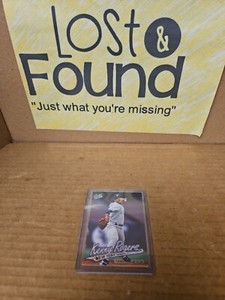 Lost &
Found
"Just what you're missing"
Kenny Rogers